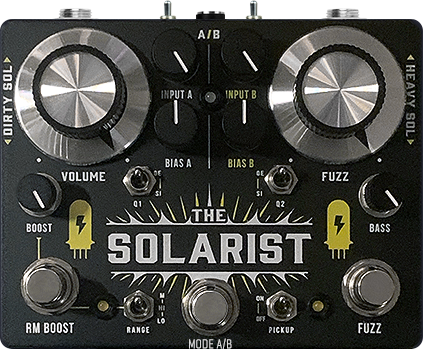 A/B
DIRTY SOL
HEAVY SOL
INPUT A
INPUT B
BIAS A
BIAS B
VOLUME
FUZZ
GE
SI
Q1
GE
SI
Q2
BOOST
BASS
THE
SOLARIST
RM BOOST
RANGE
MID
HI
LO
ON
OFF
PICKUP
FUZZ
MODE A/B